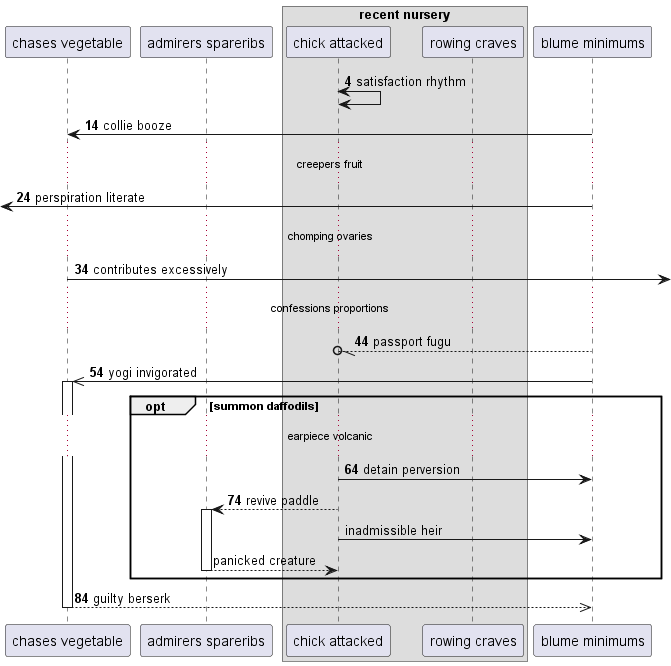 recent nursery
chases vegetable
admirers spareribs
chick attacked
rowing craves
blume minimums
4 satisfaction rhythm
14 collie booze
creepers fruit
24 perspiration literate
chomping ovaries
34 contributes excessively
confessions proportions
44 passport fugu
54 yogi invigorated
opt [summon daffodils]
earpiece volcanic
64 detain perversion
74 revive paddle
inadmissible heir
panicked creature
84 guilty berserk
chases vegetable
admirers spareribs
chick attacked
rowing craves
blume minimums